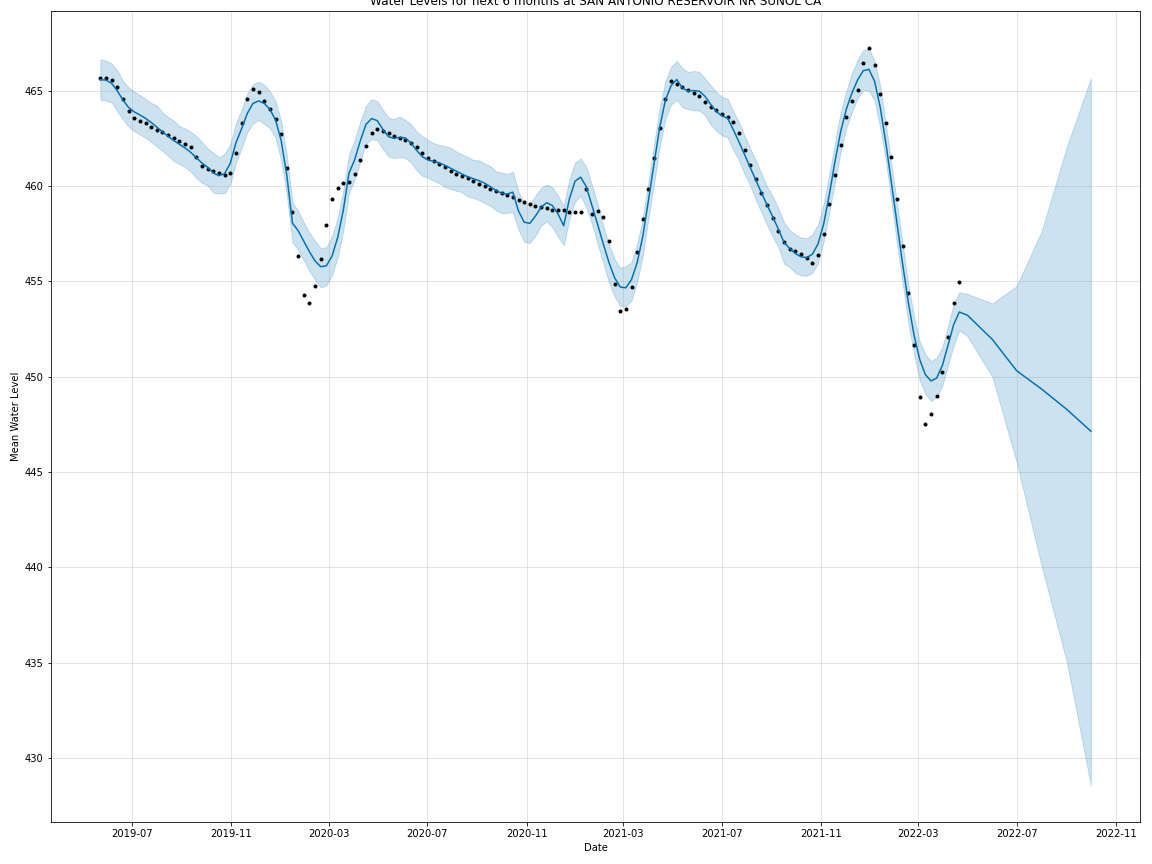 Water Levels for next 6 months at SAN ANTONIO RESERVOIR NR SUNOL CA
465
460
455
450
445
440
435
430
Mean Water Level
2019-07 2019-11 2020-03 2020-07 2020-11 2021-03 2021-07 2021-11 2022-03 2022-07 2022-11
Date